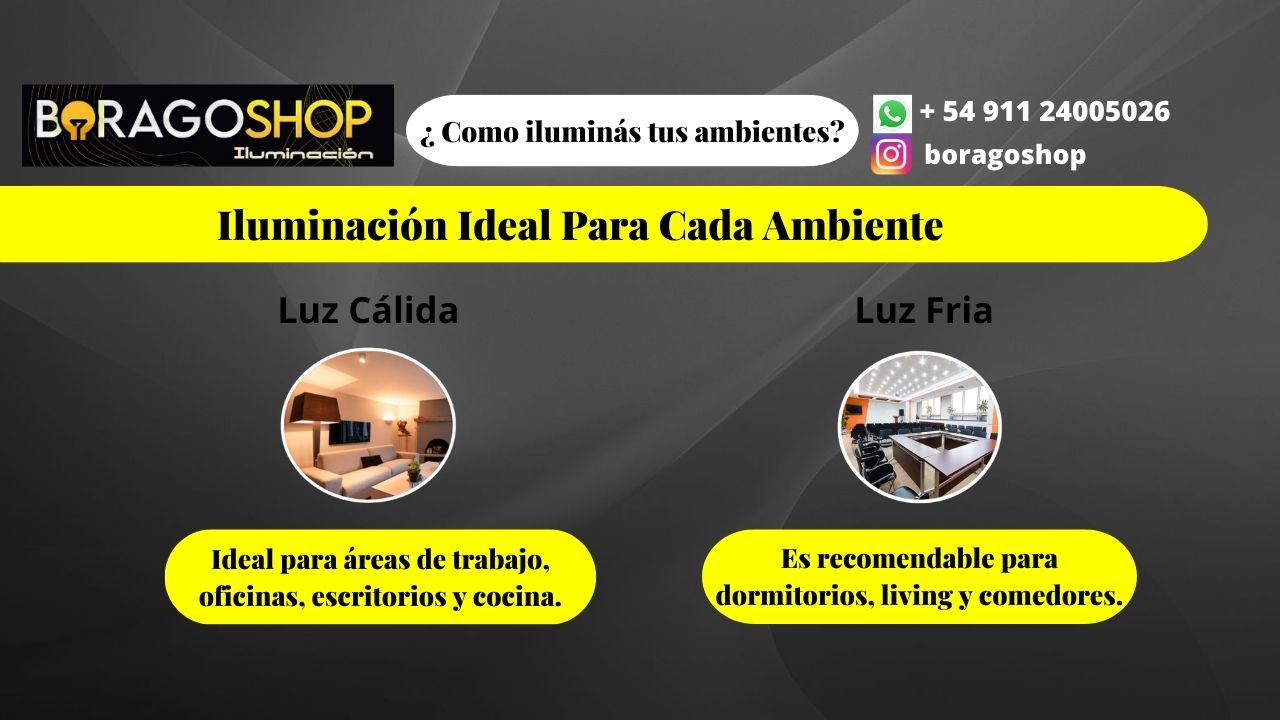 BORAGOSHOP
Iluminación
¿ Como iluminás tus ambientes?
+ 54 911 24005026
boragoshop
Iluminación Ideal Para Cada Ambiente
Luz Cálida
Luz Fria
Ideal para áreas de trabajo,
oficinas, escritorios y cocina.
Es recomendable para
dormitorios, living y comedores.